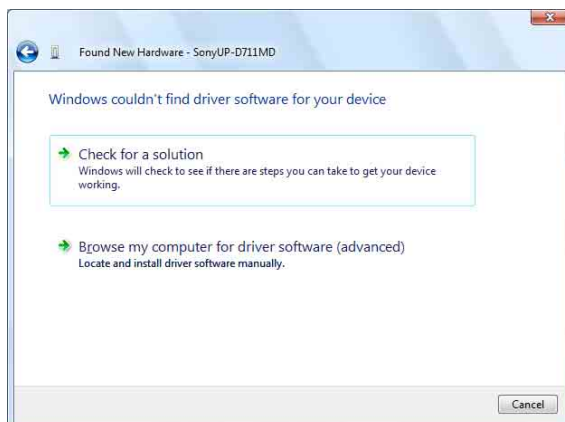 Found New Hardware - SonyUP-D711MD
Windows couldn't find driver software for your device
Check for a solution
Windows will check to see if there are steps you can take to get your device
working.
Browse my computer for driver software (advanced)
Locate and install driver software manually.
Cancel